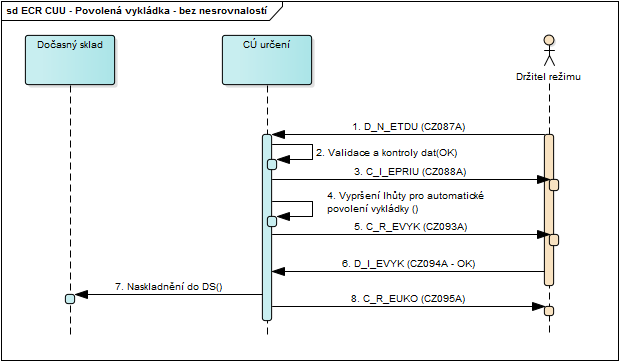 sd ECR CUU - Povolená vykládka - bez nesrovnalostí
Dočasný sklad
CÚ určení
Držitel režimu
1. D_N_ETDU (CZ087A)
2. Validace a kontroly dat(OK)
3. C_I_EPRIU (CZ088A)
4. Vypršení lhůty pro automatické
povolení vykládky ()
5. C_R_EVYK (CZ093A)
6. D_I_EVYK (CZ094A - OK)
7. Naskladnění do DS()
8. C_R_EUKO (CZ095A)